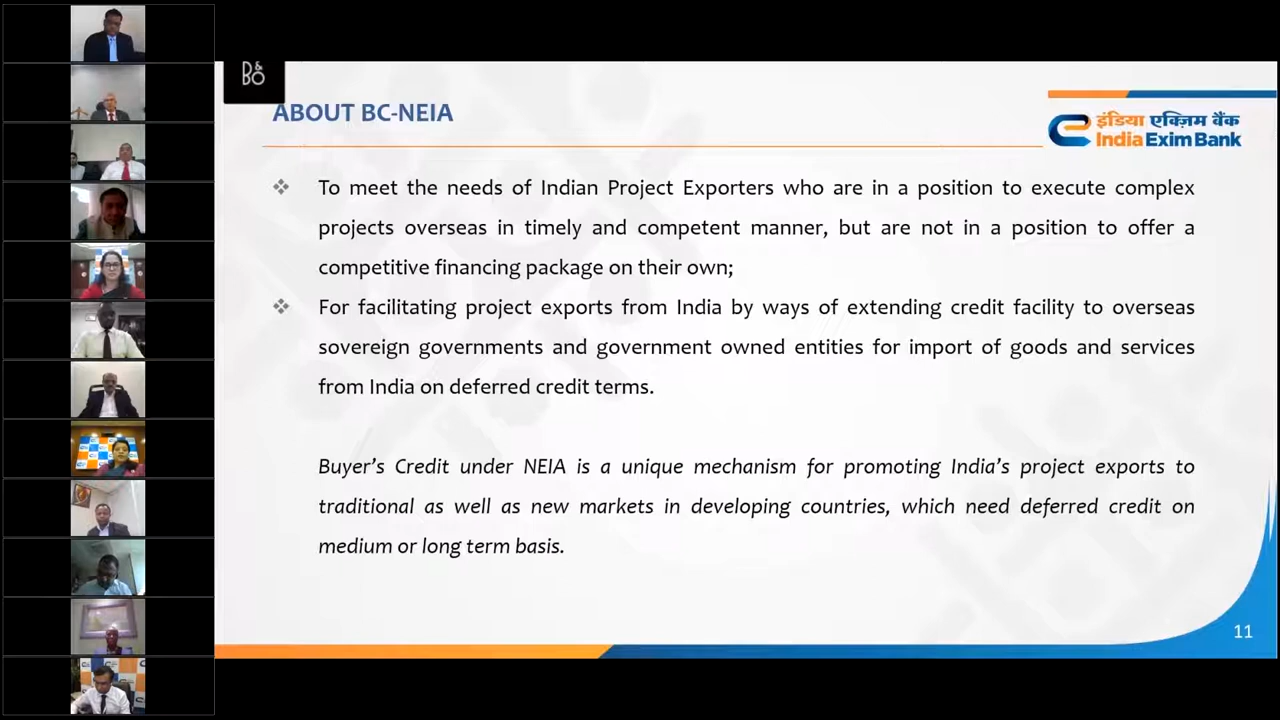 B&O
ABOUT BC-NEIA
इंडिया एक्ज़िम बैंक
India Exim Bank
❖ To meet the needs of Indian Project Exporters who are in a position to execute complex
projects overseas in timely and competent manner, but are not in a position to offer a
competitive financing package on their own;
❖ For facilitating project exports from India by ways of extending credit facility to overseas
sovereign governments and government owned entities for import of goods and services
from India on deferred credit terms.
Buyer’s Credit under NEIA is a unique mechanism for promoting India’s project exports to
traditional as well as new markets in developing countries, which need deferred credit on
medium or long term basis.
11